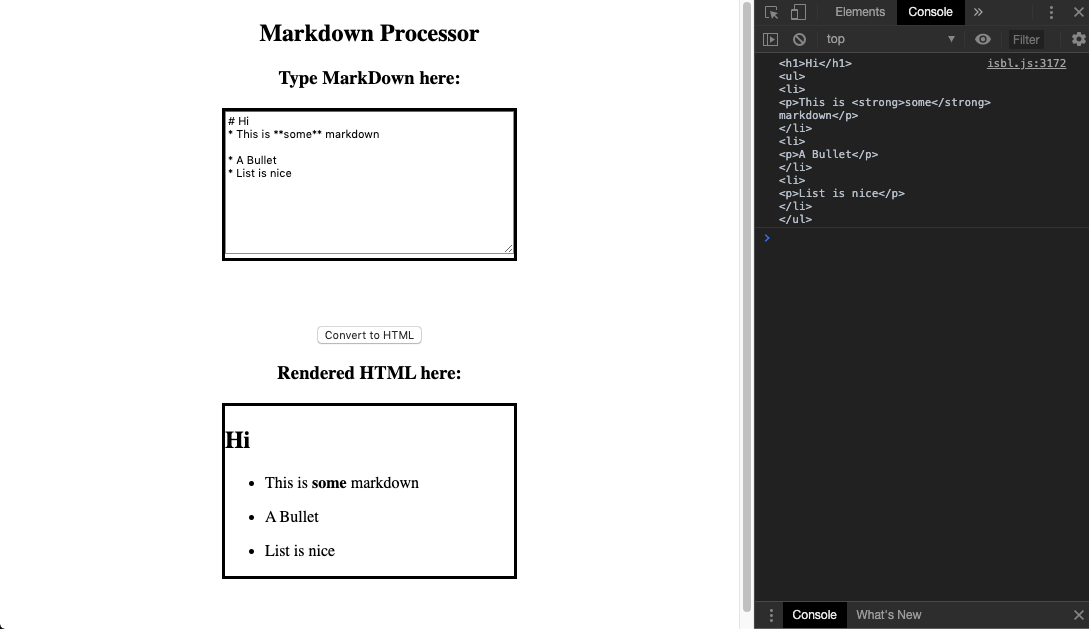 Markdown Processor
Type MarkDown here:
# Hi
* This is **some** markdown
* A Bullet
* List is nice
Convert to HTML
Rendered HTML here:
Hi
• This is some markdown
• A Bullet
• List is nice
Elements Console »
top Filter
<h1>Hi</h1> isbl.js:3172
<ul>
<li>
<p>This is <strong>some</strong>
markdown</p>
</li>
<li>
<p>A Bullet</p>
</li>
<li>
<p>List is nice</p>
</li>
</ul>
>
Console What's New